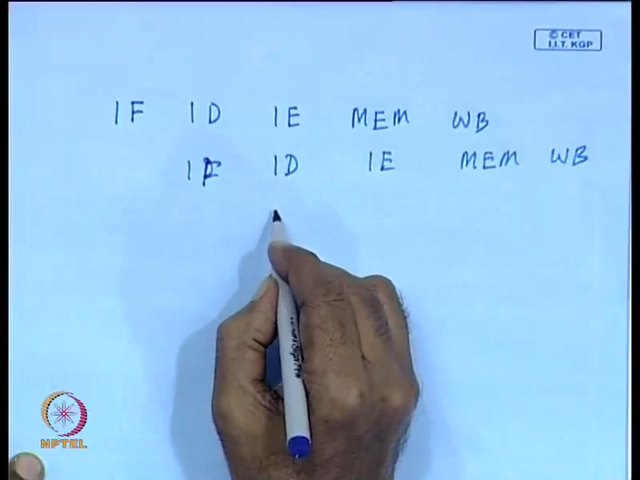 © CET
I.I.T. KGP
IF ID IE MEM WB
IF ID IE MEM WB
NPTEL